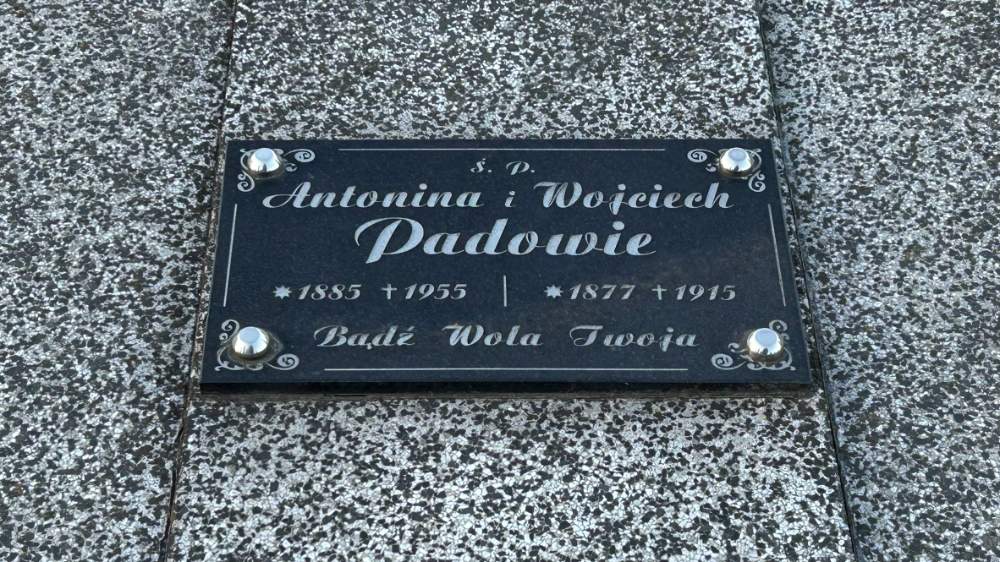 Ś. P.
Antonina i Wojciech
Padowie
*1885 †1955 | *1877 †1915
Bądź Wola Twoja